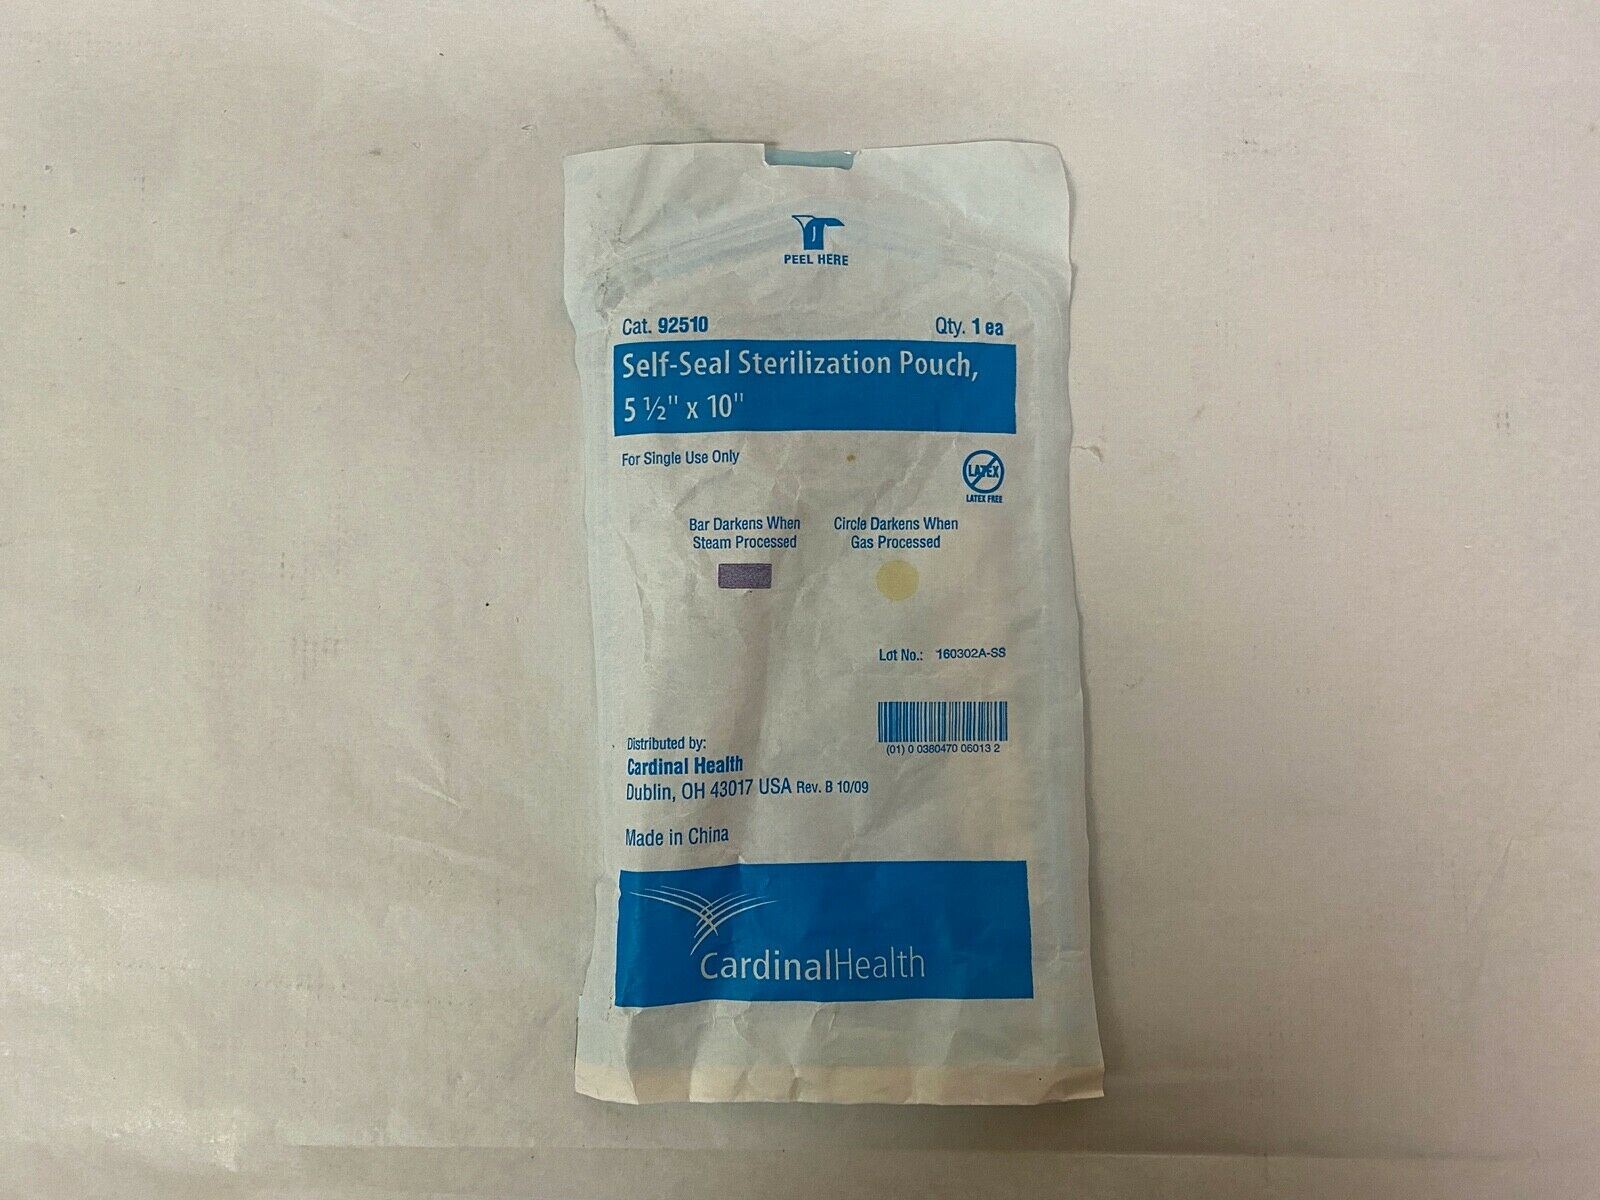 PEEL HERE
Cat. 92510 Qty. 1 ea
Self-Seal Sterilization Pouch,
5 ½" x 10"
For Single Use Only
LATEX
LATEX FREE
Bar Darkens When
Steam Processed
Circle Darkens When
Gas Processed
Lot No.: 160302A-SS
(01) 0 0380470 06013 2
Distributed by:
Cardinal Health
Dublin, OH 43017 USA Rev. B 10/09
Made in China
CardinalHealth